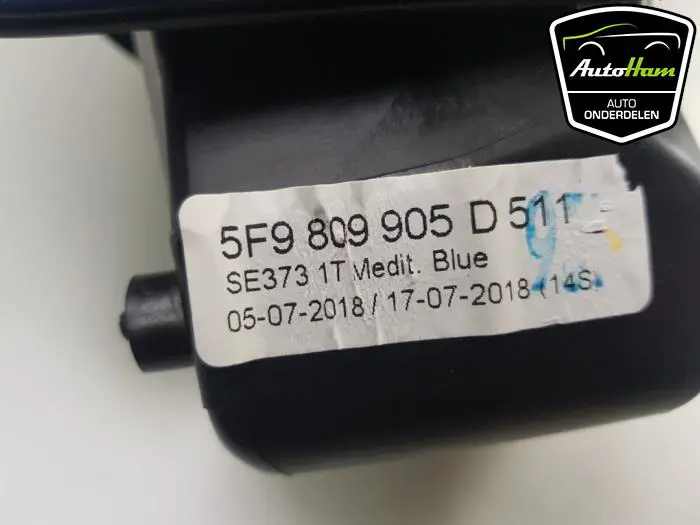 AutoHam
AUTO
ONDERDELEN
5F9 809 905 D 511
SE373 1T Medit. Blue
05-07-2018 / 17-07-2018 (14S)